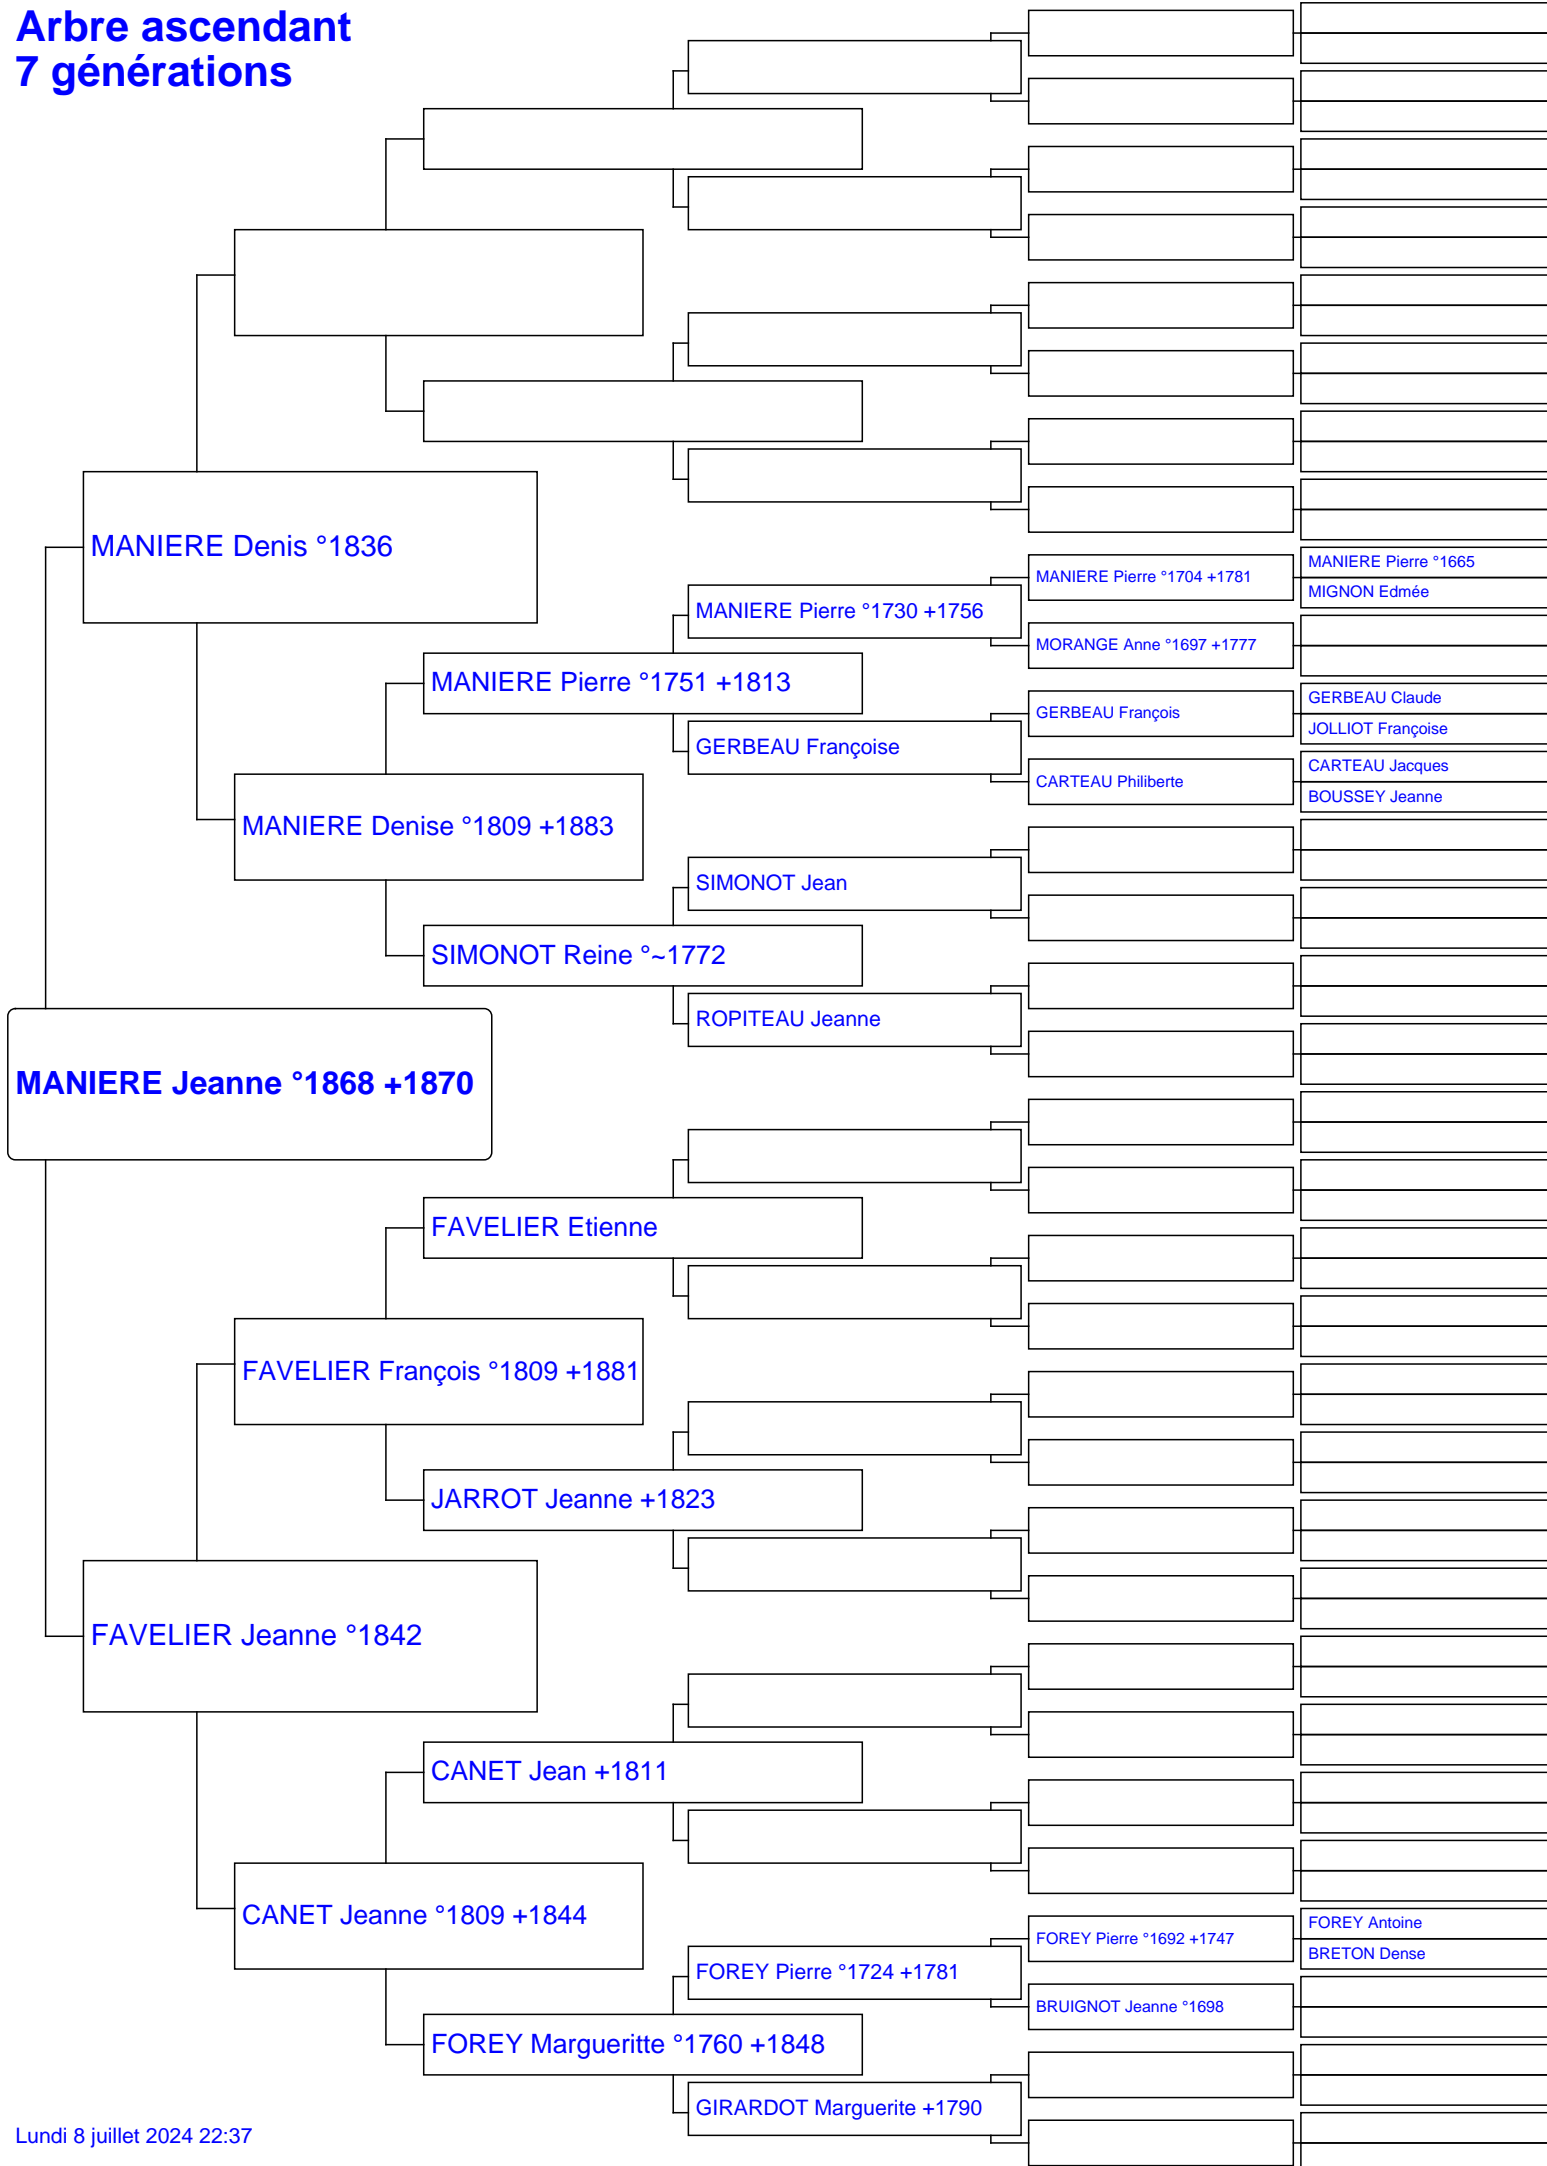 Arbre ascendant
7 générations
MANIERE Denis °1836
MANIERE Pierre °1704 +1781
MANIERE Pierre °1665
MIGNON Edmée
MANIERE Pierre °1730 +1756
MORANGE Anne °1697 +1777
MANIERE Pierre °1751 +1813
GERBEAU François
GERBEAU Claude
JOLLIOT Françoise
GERBEAU Françoise
CARTEAU Philiberte
CARTEAU Jacques
BOUSSEY Jeanne
MANIERE Denise °1809 +1883
SIMONOT Jean
SIMONOT Reine °~1772
ROPITEAU Jeanne
MANIERE Jeanne °1868 +1870
FAVELIER Etienne
FAVELIER François °1809 +1881
JARROT Jeanne +1823
FAVELIER Jeanne °1842
CANET Jean +1811
CANET Jeanne °1809 +1844
FOREY Pierre °1692 +1747
FOREY Antoine
BRETON Dense
FOREY Pierre °1724 +1781
BRUIGNOT Jeanne °1698
FOREY Margueritte °1760 +1848
GIRARDOT Marguerite +1790
Lundi 8 juillet 2024 22:37